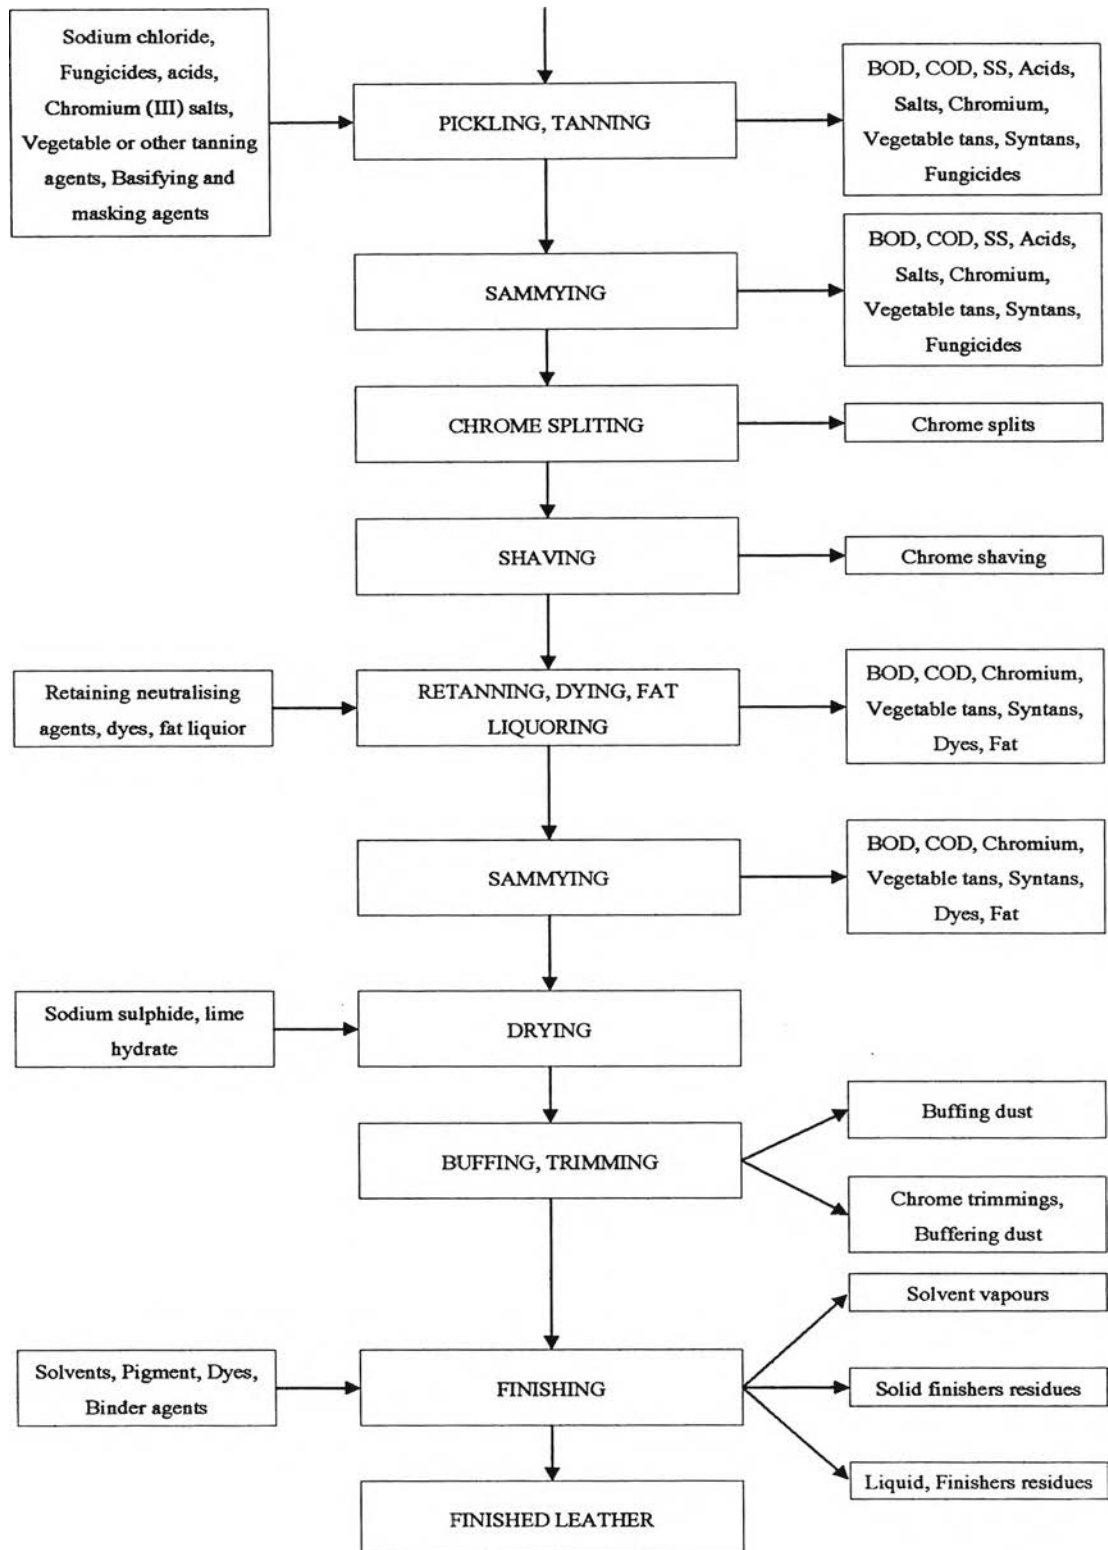 Sodium chloride,
Fungicides, acids,
Chromium (III) salts,
Vegetable or other tanning
agents, Basifying and
masking agents
PICKLING, TANNING
BOD, COD, SS, Acids,
Salts, Chromium,
Vegetable tans, Syntans,
Fungicides
SAMMYING
BOD, COD, SS, Acids,
Salts, Chromium,
Vegetable tans, Syntans,
Fungicides
CHROME SPLITING
Chrome splits
SHAVING
Chrome shaving
Retaining neutralising
agents, dyes, fat liquior
RETANNING, DYING, FAT
LIQUORING
BOD, COD, Chromium,
Vegetable tans, Syntans,
Dyes, Fat
SAMMYING
BOD, COD, Chromium,
Vegetable tans, Syntans,
Dyes, Fat
Sodium sulphide, lime
hydrate
DRYING
BUFFING, TRIMMING
Buffing dust
Chrome trimmings,
Buffering dust
Solvents, Pigment, Dyes,
Binder agents
FINISHING
Solvent vapours
Solid finishers residues
Liquid, Finishers residues
FINISHED LEATHER